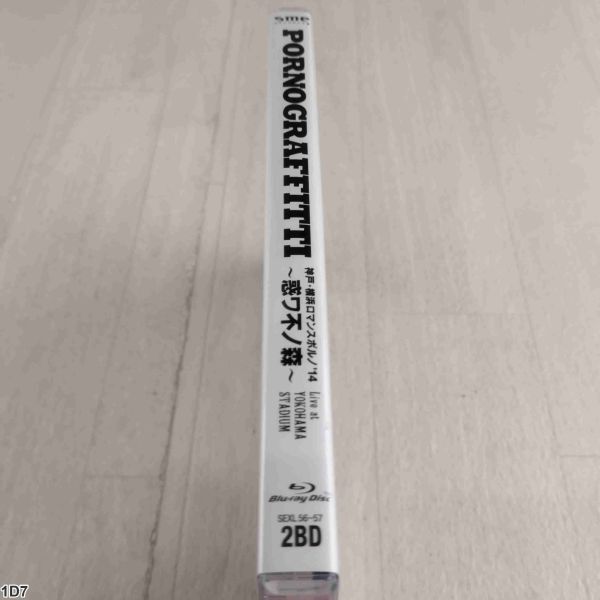 sme
PORNOGRAFFITTI
神戸・横浜ロマンスポルノ'14
～惑ワ不ノ森～
Live at
YOKOHAMA
STADIUM
Blu-ray Disc
SEXL 56~57
2BD
1D7